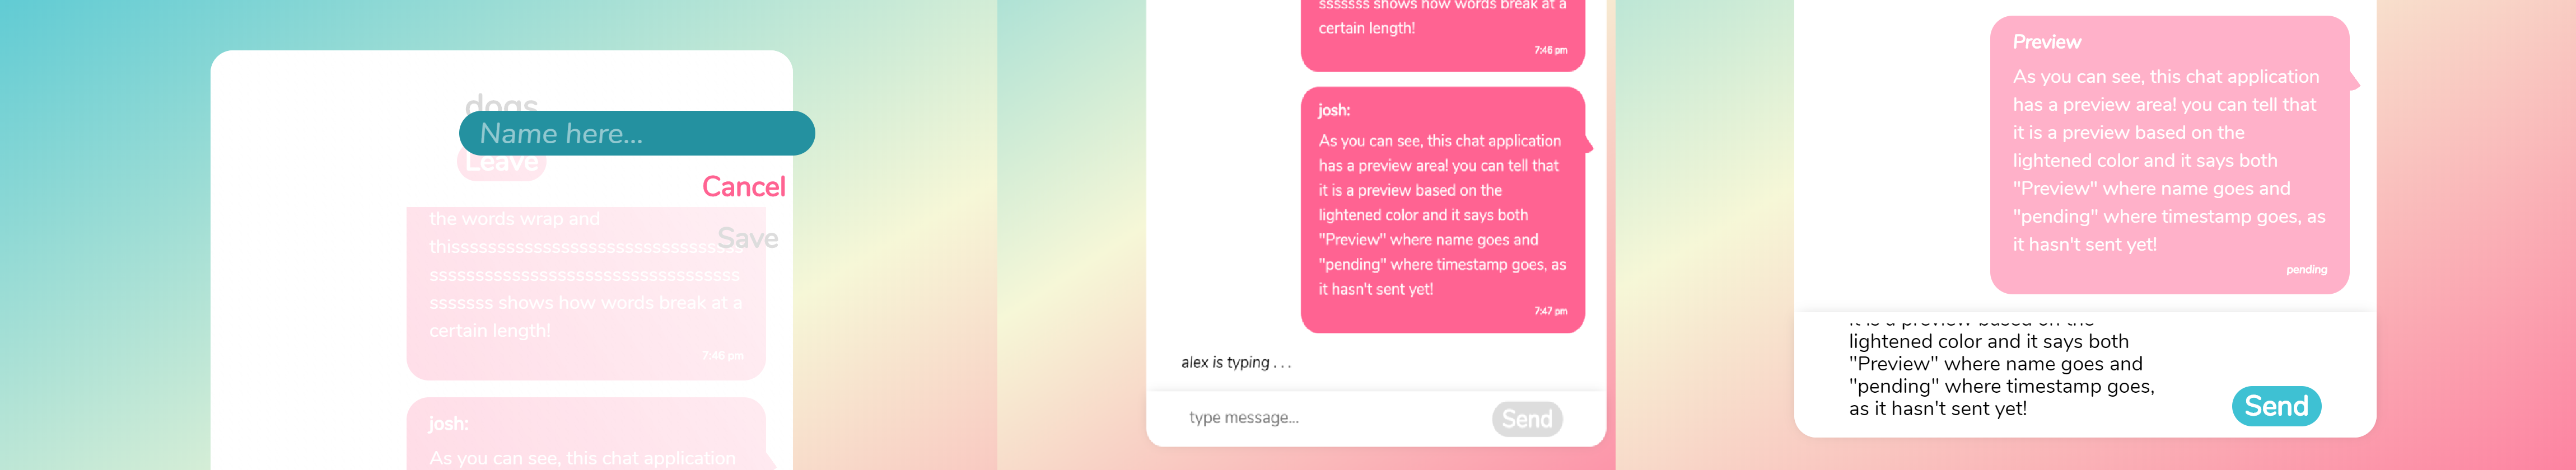 dogs
Name here...
Leave
Cancel
the words wrap and
Save
thisssssssssssssssssssssssssssssss
ssssssssssssssssssssssssssssssssss
sssssss shows how words break at a
certain length!
7:46 pm
josh:
As you can see, this chat application
sssssss shows how words break at a
certain length!
7:46 pm
josh:
As you can see, this chat application
has a preview area! you can tell that
it is a preview based on the
lightened color and it says both
"Preview" where name goes and
"pending" where timestamp goes, as
it hasn't sent yet!
7:47 pm
alex is typing . . .
type message...
Send
Preview
As you can see, this chat application
has a preview area! you can tell that
it is a preview based on the
lightened color and it says both
"Preview" where name goes and
"pending" where timestamp goes, as
it hasn't sent yet!
pending
it is a preview based on the
lightened color and it says both
"Preview" where name goes and
"pending" where timestamp goes,
as it hasn't sent yet!
Send